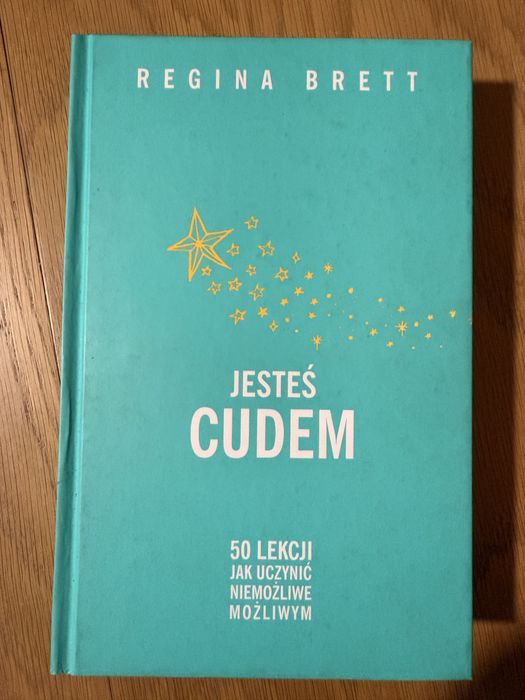 REGINA BRETT
JESTEŚ
CUDEM
50 LEKCJI
JAK UCZYNIĆ
NIEMOŻLIWE
MOŻLIWYM